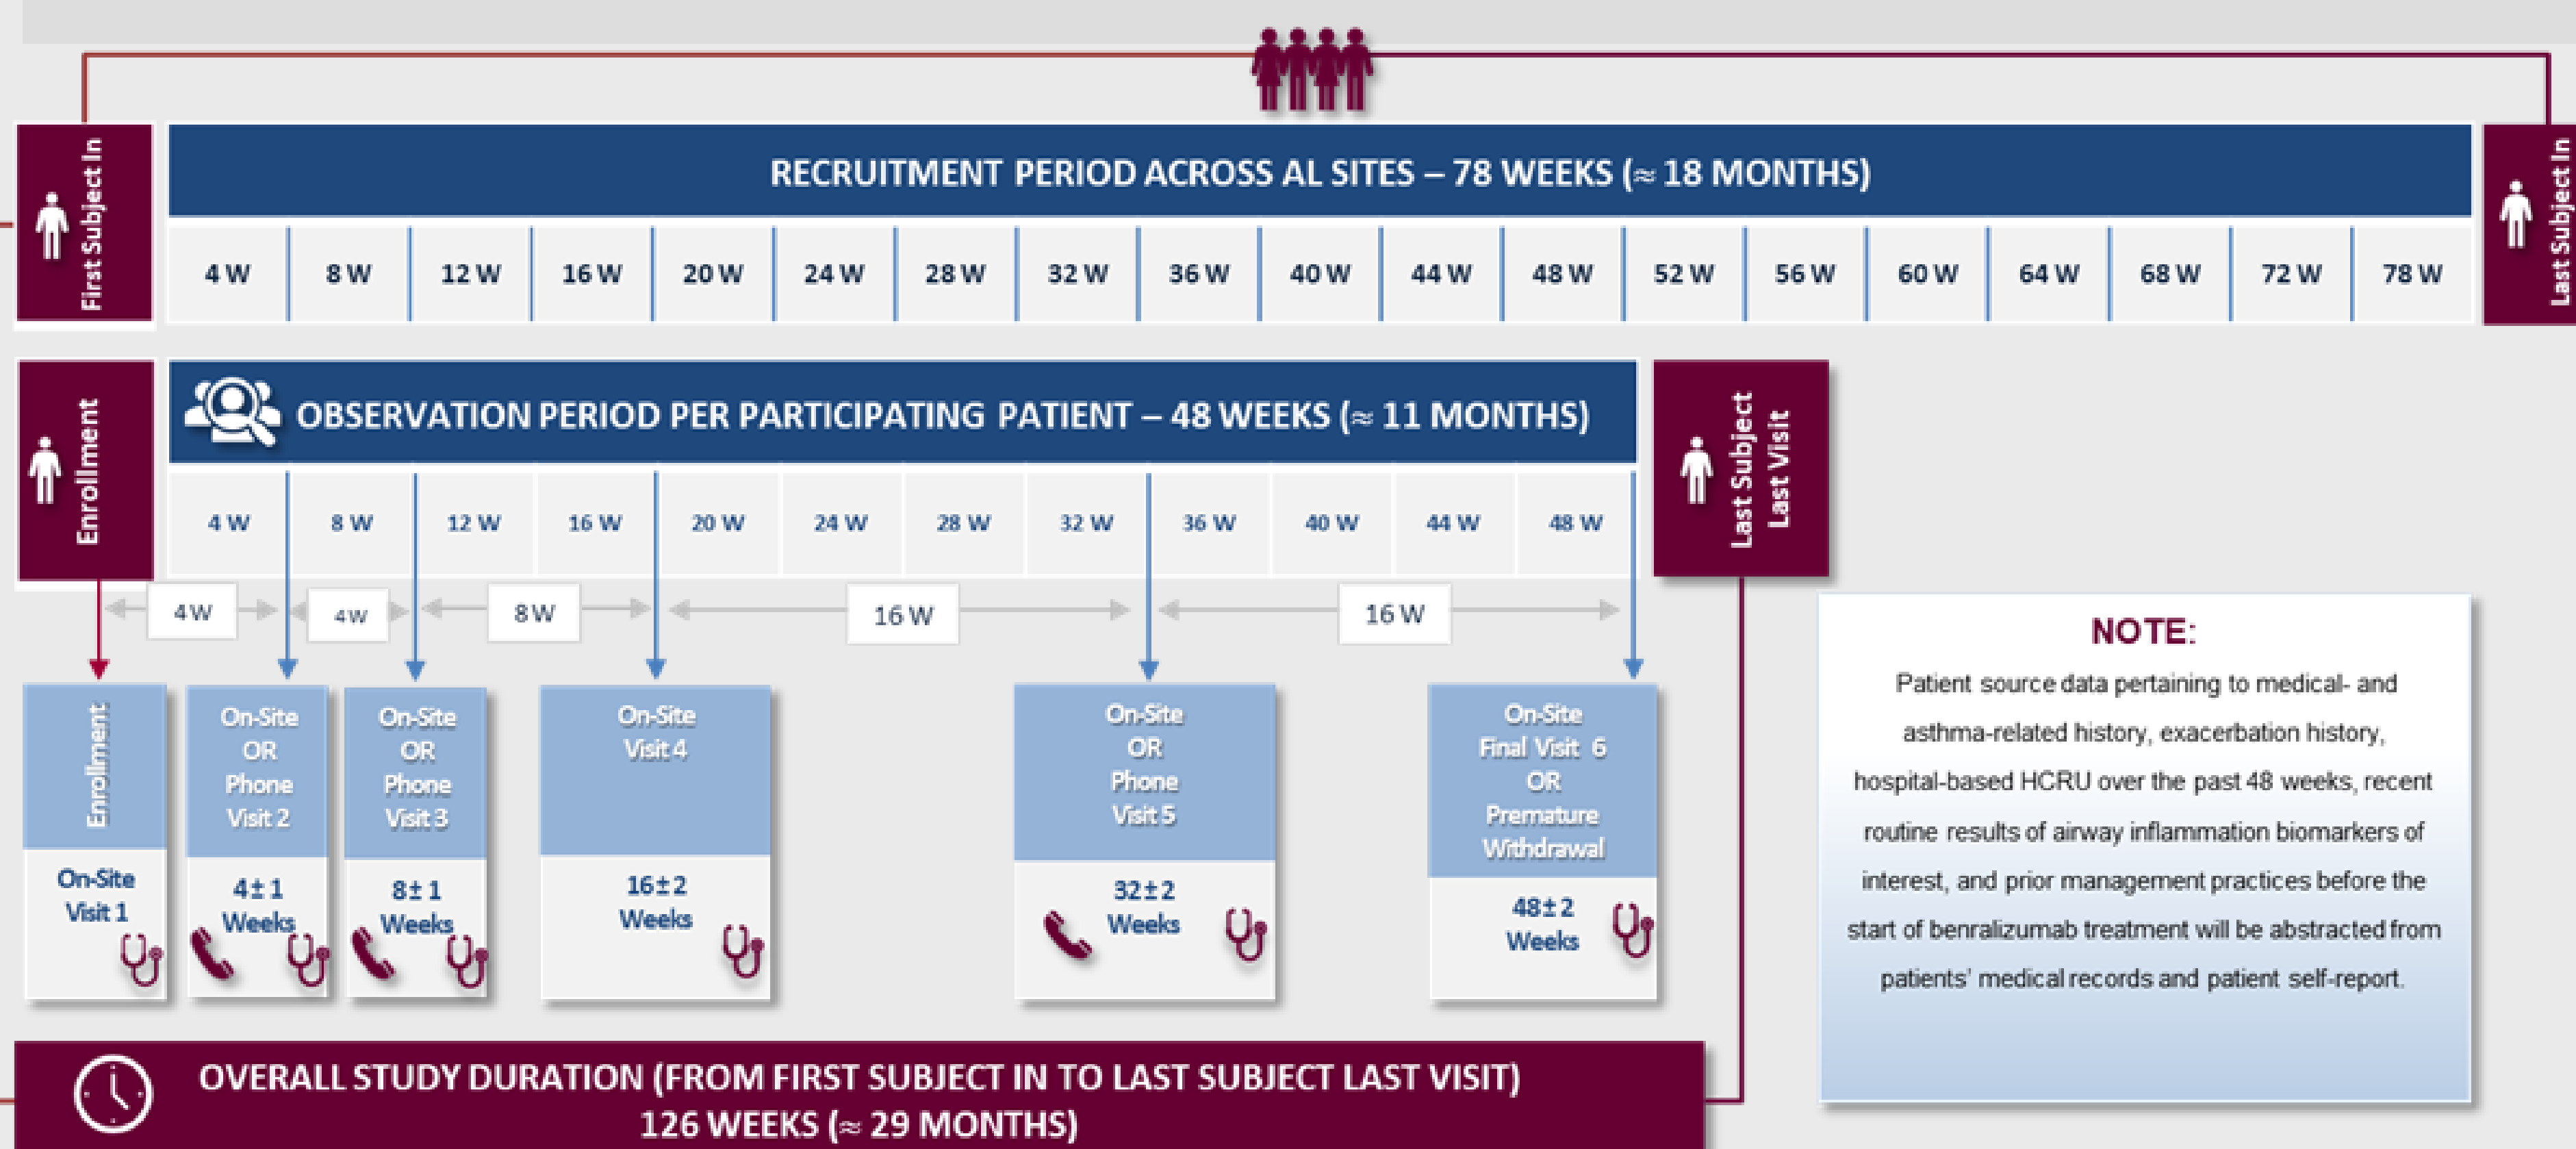 First Subject In
RECRUITMENT PERIOD ACROSS AL SITES – 78 WEEKS (≈ 18 MONTHS)
Last Subject In
4 W 8 W 12 W 16 W 20 W 24 W 28 W 32 W 36 W 40 W 44 W 48 W 52 W 56 W 60 W 64 W 68 W 72 W 78 W
Enrollment
OBSERVATION PERIOD PER PARTICIPATING PATIENT – 48 WEEKS (≈ 11 MONTHS)
Last Subject
Last Visit
4 W 8 W 12 W 16 W 20 W 24 W 28 W 32 W 36 W 40 W 44 W 48 W
4 W 4 W 8 W 16 W 16 W
Enrollment
On-Site
Visit 1
On-Site
OR
Phone
Visit 2
4±1
Weeks
On-Site
OR
Phone
Visit 3
8±1
Weeks
On-Site
Visit 4
16±2
Weeks
On-Site
OR
Phone
Visit 5
32±2
Weeks
On-Site
Final Visit 6
OR
Premature
Withdrawal
48±2
Weeks
NOTE:
Patient source data pertaining to medical- and
asthma-related history, exacerbation history,
hospital-based HCRU over the past 48 weeks, recent
routine results of airway inflammation biomarkers of
interest, and prior management practices before the
start of benralizumab treatment will be abstracted from
patients' medical records and patient self-report.
OVERALL STUDY DURATION (FROM FIRST SUBJECT IN TO LAST SUBJECT LAST VISIT)
126 WEEKS (≈ 29 MONTHS)